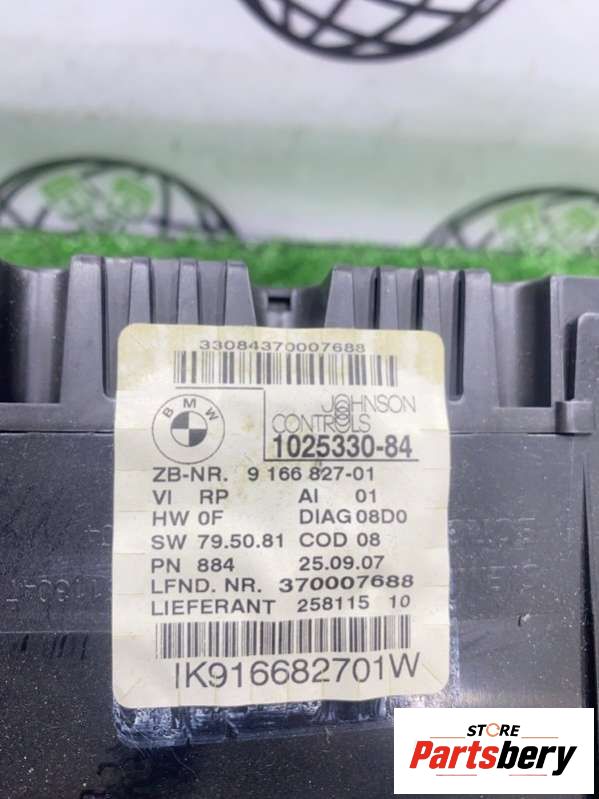 33084370007688
BMW
JOHNSON
CONTROLS
1025330-84
ZB-NR. 9 166 827-01
VI RP AI 01
HW 0F DIAG 08D0
SW 79.50.81 COD 08
PN 884 25.09.07
LFND. NR. 370007688
LIEFERANT 258115 10
IK916682701W
STORE
Partsbery